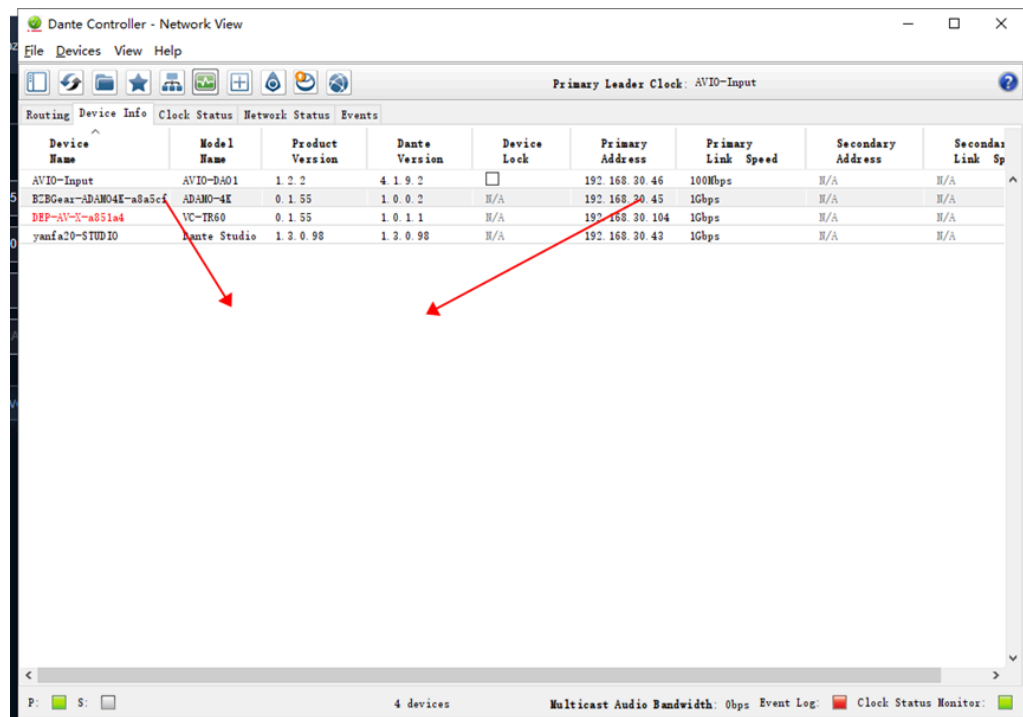 Dante Controller - Network View
File Devices View Help
Primary Leader Clock: AVIO-Input
Routing Device Info Clock Status Network Status Events
Device Name Model Name Product Version Dante Version Device Lock Primary Address Primary Link Speed Secondary Address Secondar Link Sp
AVIO-Input AVIO-DAO1 1.2.2 4.1.9.2 192.168.30.46 100Mbps N/A N/A
BZBGear-ADAMO4K-a8a5cf ADAMO-4K 0.1.55 1.0.0.2 N/A 192.168.30.45 1Gbps N/A N/A
DEP-AV-X-a851a4 VC-TR60 0.1.55 1.0.1.1 N/A 192.168.30.104 1Gbps N/A N/A
yanfa20-STUDIO Dante Studio 1.3.0.98 1.3.0.98 N/A 192.168.30.43 1Gbps N/A N/A
P: S: 4 devices Multicast Audio Bandwidth: 0bps Event Log: Clock Status Monitor: